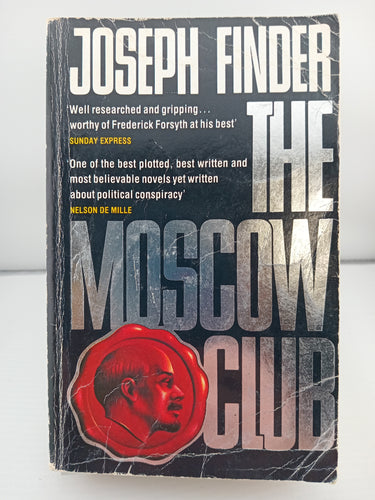 JOSEPH FINDER
‘Well researched and gripping...
worthy of Frederick Forsyth at his best’
SUNDAY EXPRESS
‘One of the best plotted, best written and
most believable novels yet written
about political conspiracy’
NELSON DE MILLE
THE
MOSCOW
CLUB